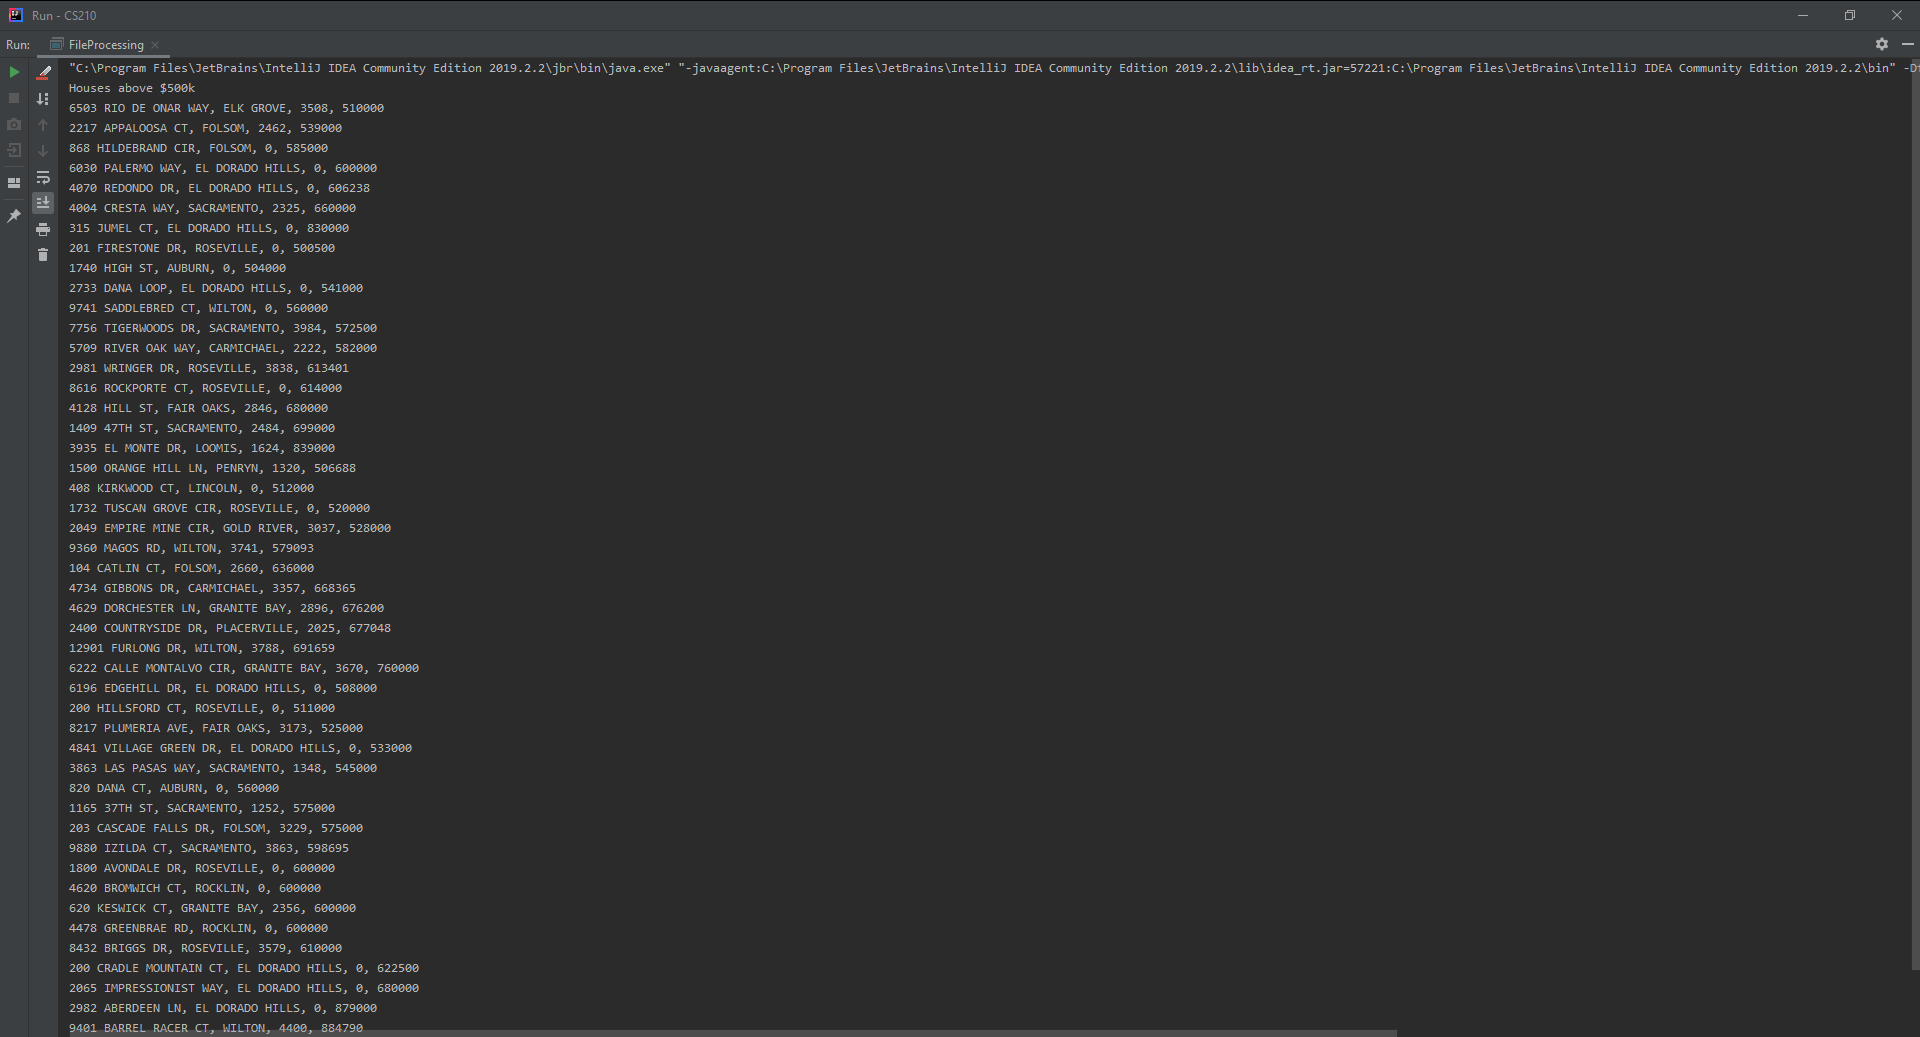 Run - CS210
Run: FileProcessing
"C:\Program Files\JetBrains\IntelliJ IDEA Community Edition 2019.2.2\jbr\bin\java.exe" "-javaagent:C:\Program Files\JetBrains\IntelliJ IDEA Community Edition 2019.2.2\lib\idea_rt.jar=57221:C:\Program Files\JetBrains\IntelliJ IDEA Community Edition 2019.2.2\bin"
Houses above $500k
6503 RIO DE ONAR WAY, ELK GROVE, 3508, 510000
2217 APPALOOSA CT, FOLSOM, 2462, 539000
868 HILDEBRAND CIR, FOLSOM, 0, 585000
6030 PALERMO WAY, EL DORADO HILLS, 0, 600000
4070 REDONDO DR, EL DORADO HILLS, 0, 606238
4004 CRESTA WAY, SACRAMENTO, 2325, 660000
315 JUMEL CT, EL DORADO HILLS, 0, 830000
201 FIRESTONE DR, ROSEVILLE, 0, 500500
1740 HIGH ST, AUBURN, 0, 504000
2733 DANA LOOP, EL DORADO HILLS, 0, 541000
9741 SADDLEBRED CT, WILTON, 0, 560000
7756 TIGERWOODS DR, SACRAMENTO, 3984, 572500
5709 RIVER OAK WAY, CARMICHAEL, 2222, 582000
2981 WRINGER DR, ROSEVILLE, 3838, 613401
8616 ROCKPORTE CT, ROSEVILLE, 0, 614000
4128 HILL ST, FAIR OAKS, 2846, 680000
1409 47TH ST, SACRAMENTO, 2484, 699000
3935 EL MONTE DR, LOOMIS, 1624, 839000
1500 ORANGE HILL LN, PENRYN, 1320, 506688
408 KIRKWOOD CT, LINCOLN, 0, 512000
1732 TUSCAN GROVE CIR, ROSEVILLE, 0, 520000
2049 EMPIRE MINE CIR, GOLD RIVER, 3037, 528000
9360 MAGOS RD, WILTON, 3741, 579093
104 CATLIN CT, FOLSOM, 2660, 636000
4734 GIBBONS DR, CARMICHAEL, 3357, 668365
4629 DORCHESTER LN, GRANITE BAY, 2896, 676200
2400 COUNTRYSIDE DR, PLACERVILLE, 2025, 677048
12901 FURLONG DR, WILTON, 3788, 691659
6222 CALLE MONTALVO CIR, GRANITE BAY, 3670, 760000
6196 EDGEHILL DR, EL DORADO HILLS, 0, 508000
200 HILLSFORD CT, ROSEVILLE, 0, 511000
8217 PLUMERIA AVE, FAIR OAKS, 3173, 525000
4841 VILLAGE GREEN DR, EL DORADO HILLS, 0, 533000
3863 LAS PASAS WAY, SACRAMENTO, 1348, 545000
820 DANA CT, AUBURN, 0, 560000
1165 37TH ST, SACRAMENTO, 1252, 575000
203 CASCADE FALLS DR, FOLSOM, 3229, 575000
9880 IZILDA CT, SACRAMENTO, 3863, 598695
1800 AVONDALE DR, ROSEVILLE, 0, 600000
4620 BROMWICH CT, ROCKLIN, 0, 600000
620 KESWICK CT, GRANITE BAY, 2356, 600000
4478 GREENBRAE RD, ROCKLIN, 0, 600000
8432 BRIGGS DR, ROSEVILLE, 3579, 610000
200 CRADLE MOUNTAIN CT, EL DORADO HILLS, 0, 622500
2065 IMPRESSIONIST WAY, EL DORADO HILLS, 0, 680000
2982 ABERDEEN LN, EL DORADO HILLS, 0, 879000
9401 BARREL RACER CT, WILTON, 4400, 884790